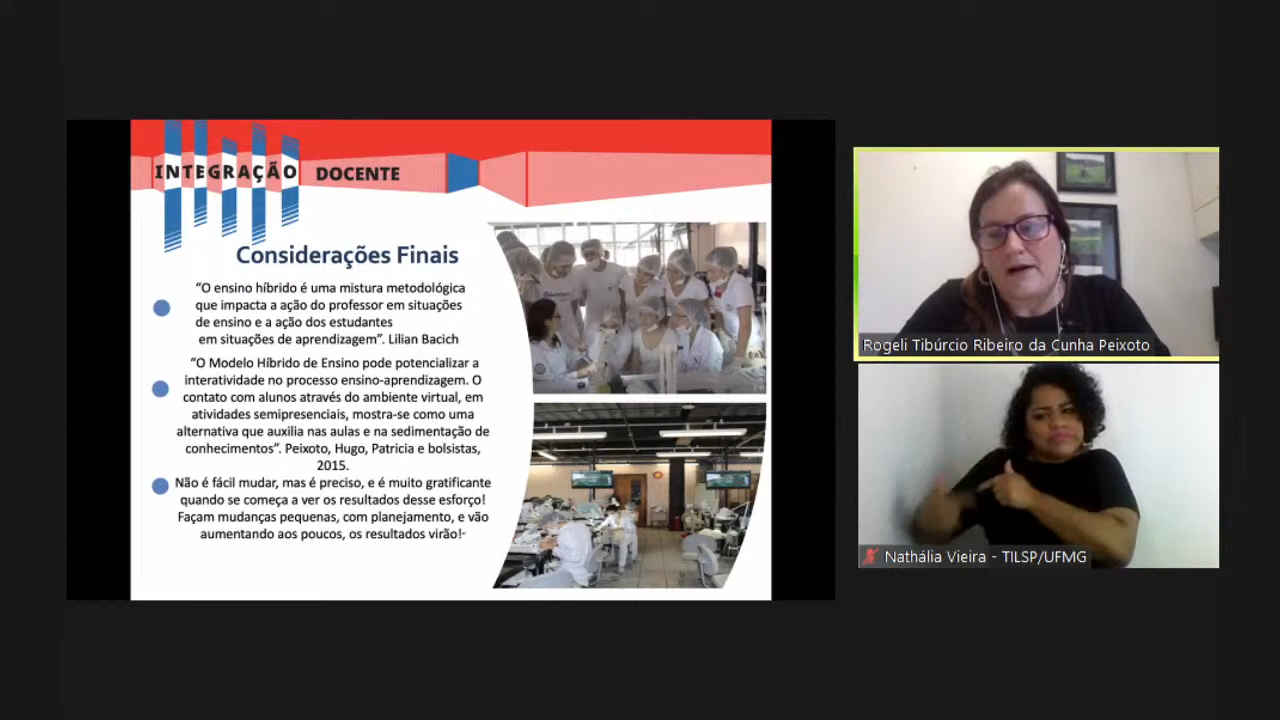 INTEGRAÇÃO DOCENTE
Considerações Finais
“O ensino híbrido é uma mistura metodológica
que impacta a ação do professor em situações
de ensino e a ação dos estudantes
em situações de aprendizagem”. Lilian Bacich
“O Modelo Híbrido de Ensino pode potencializar a
interatividade no processo ensino-aprendizagem. O
contato com alunos através do ambiente virtual, em
atividades semipresenciais, mostra-se como uma
alternativa que auxilia nas aulas e na sedimentação de
conhecimentos“. Peixoto, Hugo, Patricia e bolsistas,
2015.
Não é fácil mudar, mas é preciso, e é muito gratificante
quando se começa a ver os resultados desse esforço!
Façam mudanças pequenas, com planejamento, e vão
aumentando aos poucos, os resultados virão!
Rogeli Tibúrcio Ribeiro da Cunha Peixoto
Nathália Vieira - TILSP/UFMG